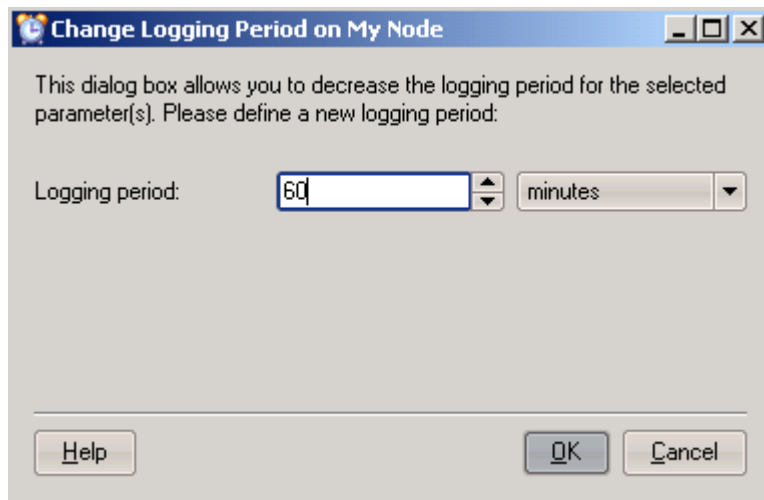 Change Logging Period on My Node
This dialog box allows you to decrease the logging period for the selected
parameter(s). Please define a new logging period:
Logging period: 60 minutes
Help OK Cancel